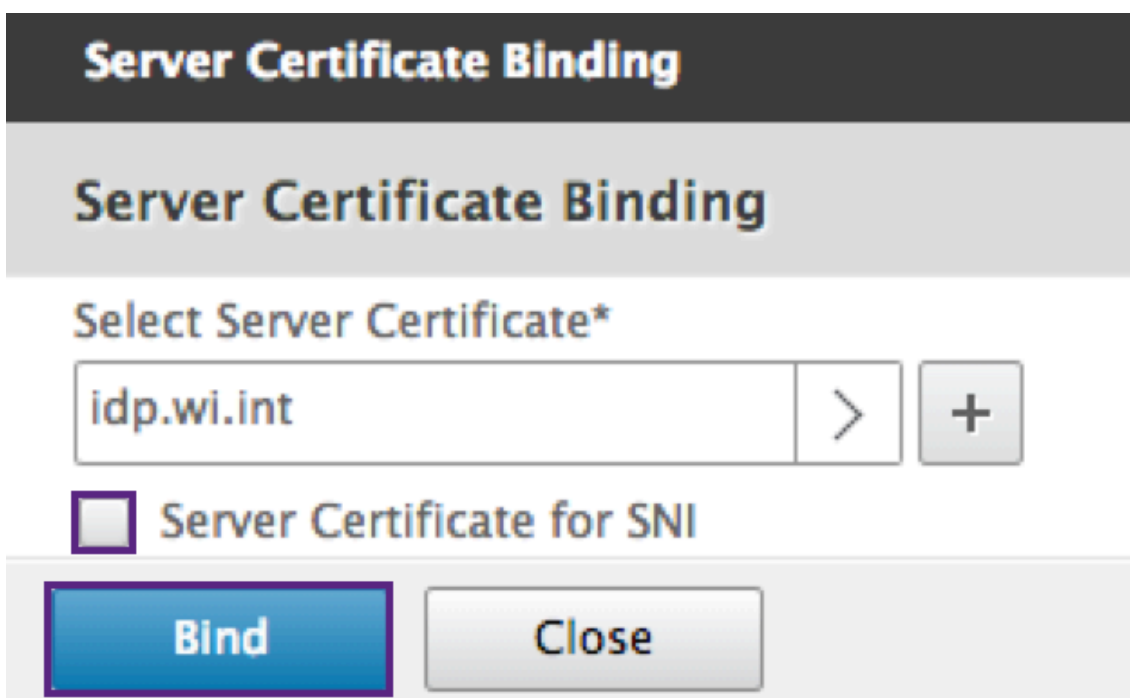 Server Certificate Binding
Server Certificate Binding
Select Server Certificate*
idp.wi.int > +
Server Certificate for SNI
Bind Close